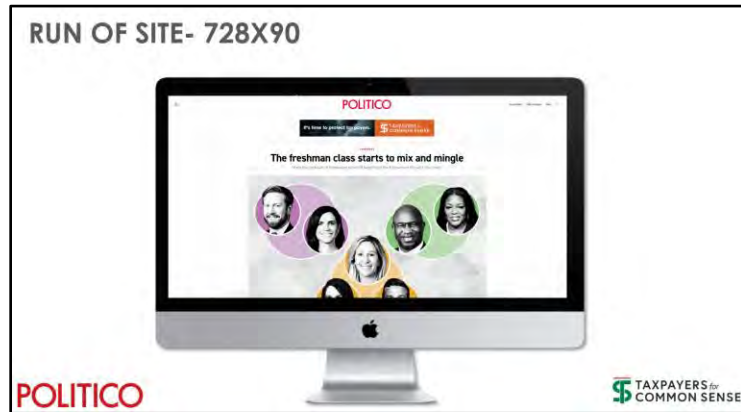 RUN OF SITE- 728X90
POLITICO
It's time to protect taxpayers.
TAXPAYERS for
COMMON SENSE
The freshman class starts to mix and mingle
POLITICO
TAXPAYERS for
COMMON SENSE